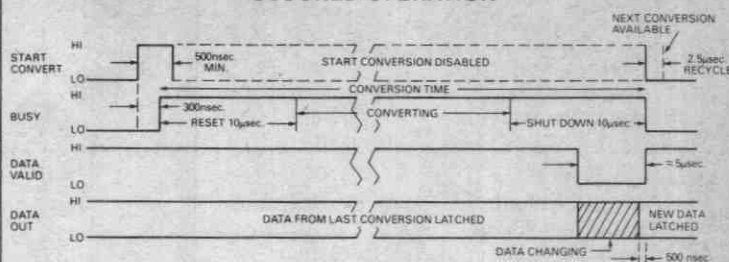 NEXT CONVERSION
AVAILABLE
START
CONVERT
HI
LO
500nsec.
MIN.
START CONVERSION DISABLED
2.5µsec.
RECYCLE
CONVERSION TIME
BUSY
HI
LO
300nsec.
RESET 10µsec.
CONVERTING
SHUT DOWN 10µsec.
DATA
VALID
HI
LO
≈ 5µsec.
DATA
OUT
HI
LO
DATA FROM LAST CONVERSION LATCHED
NEW DATA
LATCHED
DATA CHANGING
500 nsec.